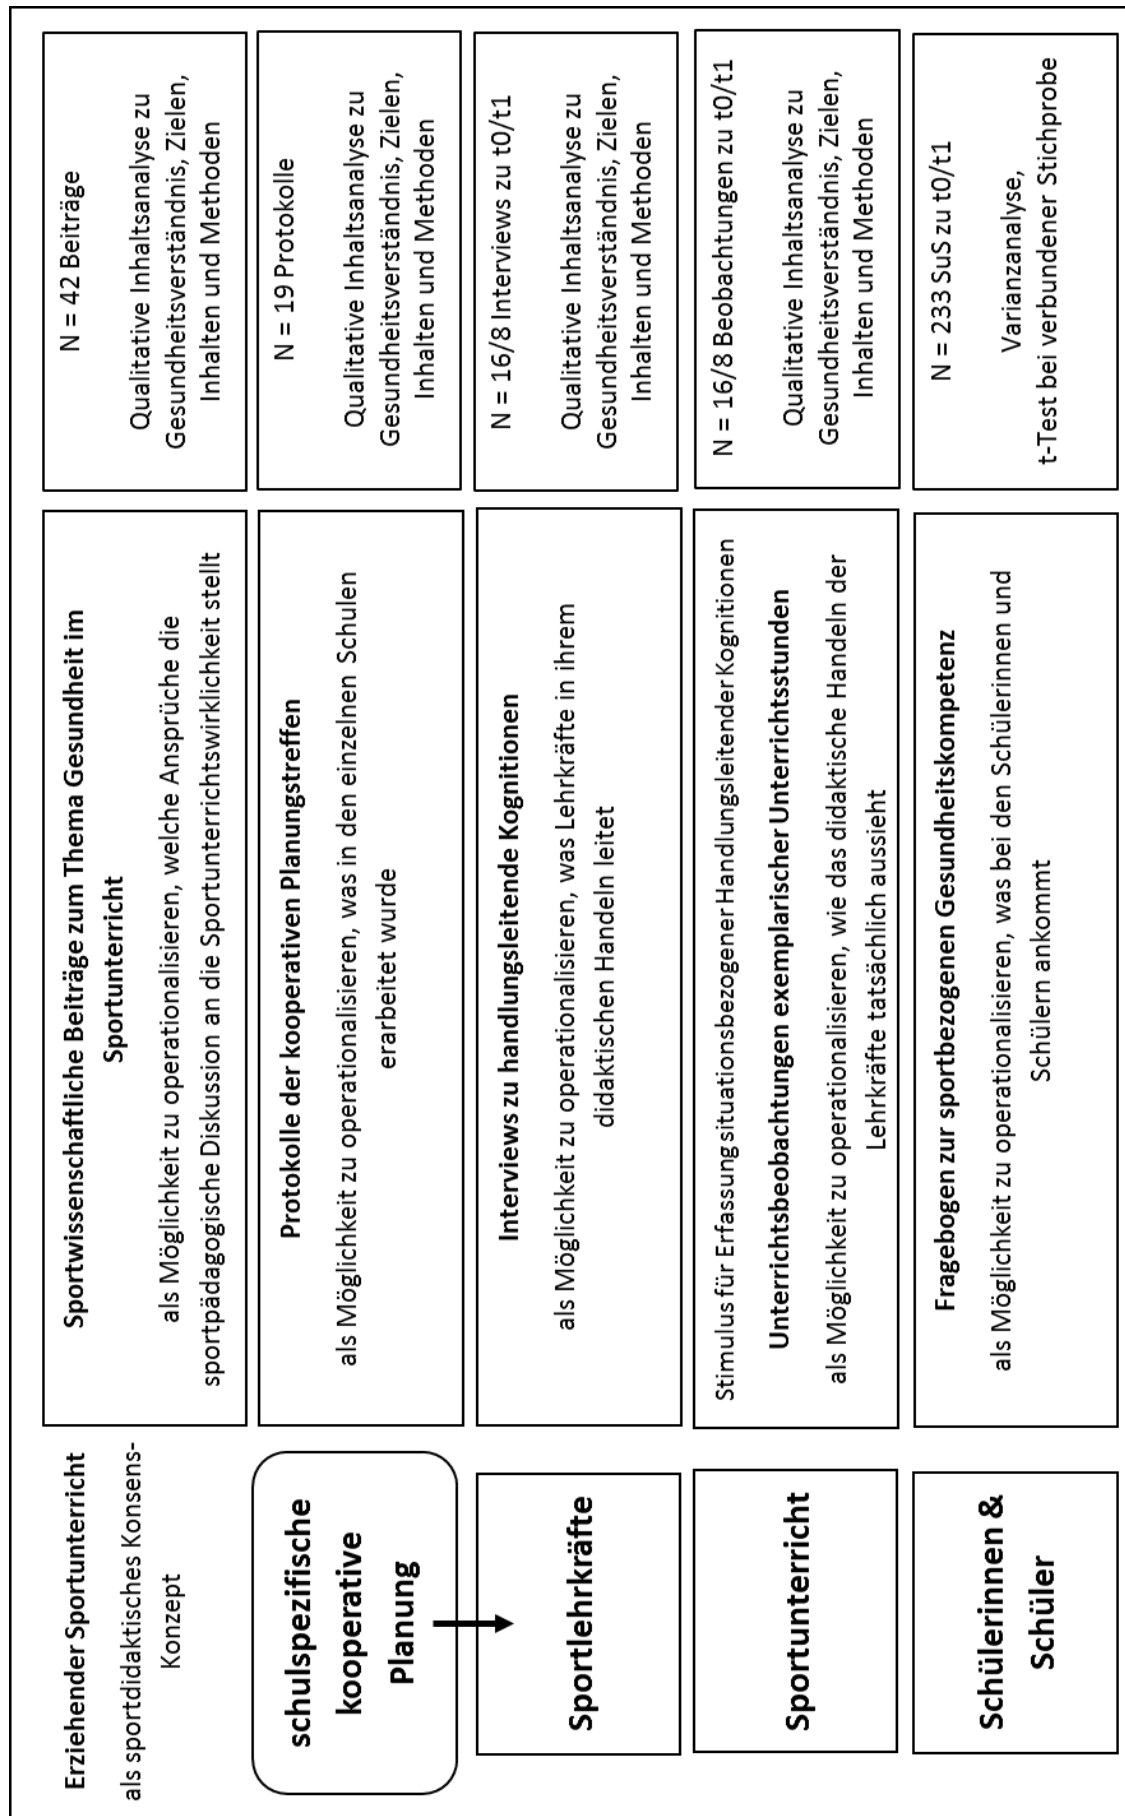 Erziehender Sportunterricht
als sportdidaktisches Konsens-
Konzept
Sportwissenschaftliche Beiträge zum Thema Gesundheit im
Sportunterricht
als Möglichkeit zu operationalisieren, welche Ansprüche die
sportpädagogische Diskussion an die Sportunterrichtswirklichkeit stellt
N = 42 Beiträge
Qualitative Inhaltsanalyse zu
Gesundheitsverständnis, Zielen,
Inhalten und Methoden
schulspezifische
kooperative
Planung
Protokolle der kooperativen Planungstreffen
als Möglichkeit zu operationalisieren, was in den einzelnen Schulen
erarbeitet wurde
N = 19 Protokolle
Qualitative Inhaltsanalyse zu
Gesundheitsverständnis, Zielen,
Inhalten und Methoden
Sportlehrkräfte
Interviews zu handlungsleitende Kognitionen
als Möglichkeit zu operationalisieren, was Lehrkräfte in ihrem
didaktischen Handeln leitet
N = 16/8 Interviews zu t0/t1
Qualitative Inhaltsanalyse zu
Gesundheitsverständnis, Zielen,
Inhalten und Methoden
Sportunterricht
Stimulus für Erfassung situationsbezogener Handlungsleitender Kognitionen
Unterrichtsbeobachtungen exemplarischer Unterrichtsstunden
als Möglichkeit zu operationalisieren, wie das didaktische Handeln der
Lehrkräfte tatsächlich aussieht
N = 16/8 Beobachtungen zu t0/t1
Qualitative Inhaltsanalyse zu
Gesundheitsverständnis, Zielen,
Inhalten und Methoden
Schülerinnen &
Schüler
Fragebogen zur sportbezogenen Gesundheitskompetenz
als Möglichkeit zu operationalisieren, was bei den Schülerinnen und
Schülern ankommt
N = 233 SuS zu t0/t1
Varianzanalyse,
t-Test bei verbundener Stichprobe